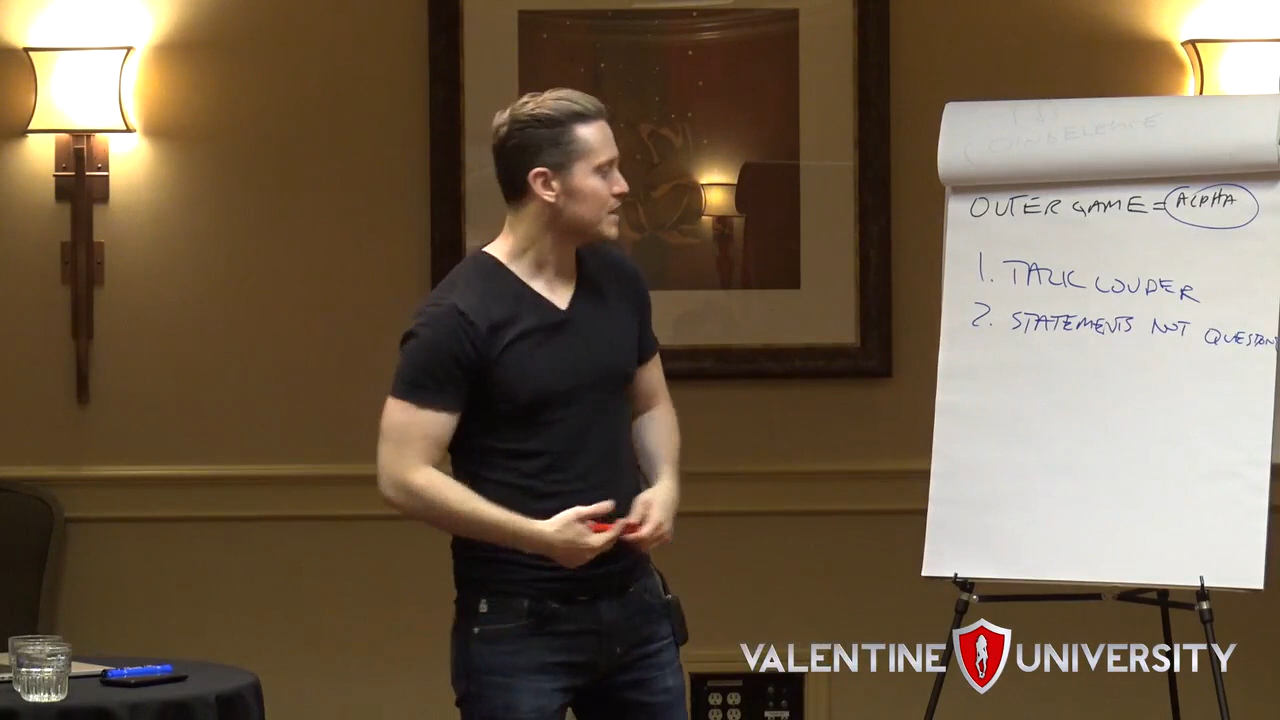 OUTER GAME = ALPHA
1. TALK LOUDER
2. STATEMENTS NOT QUESTIONS
VALENTINE UNIVERSITY